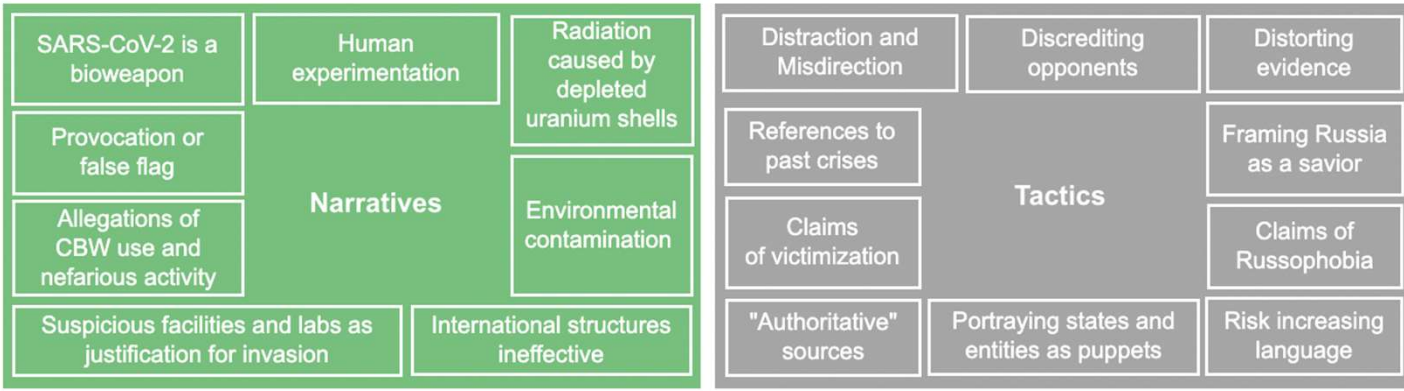 SARS-CoV-2 is a
bioweapon
Human
experimentation
Radiation
caused by
depleted
uranium shells
Provocation or
false flag
Narratives
Allegations of
CBW use and
nefarious activity
Environmental
contamination
Suspicious facilities and labs as
justification for invasion
International structures
ineffective
Distraction and
Misdirection
Discrediting
opponents
Distorting
evidence
References to
past crises
Framing Russia
as a savior
Tactics
Claims
of victimization
Claims of
Russophobia
"Authoritative"
sources
Portraying states and
entities as puppets
Risk increasing
language